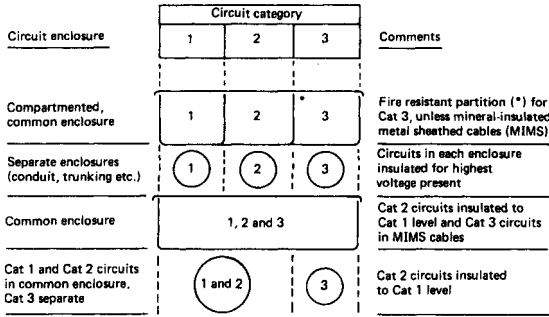 Circuit category
Circuit enclosure
1 2 3
Comments
Compartmented,
common enclosure
1 2 * 3
Fire resistant partition (*) for
Cat 3, unless mineral-insulated
metal sheathed cables (MIMS)
Separate enclosures
(conduit, trunking etc.)
1 2 3
Circuits in each enclosure
insulated for highest
voltage present
Common enclosure
1, 2 and 3
Cat 2 circuits insulated to
Cat 1 level and Cat 3 circuits
in MIMS cables
Cat 1 and Cat 2 circuits
in common enclosure,
Cat 3 separate
1 and 2 3
Cat 2 circuits insulated
to Cat 1 level